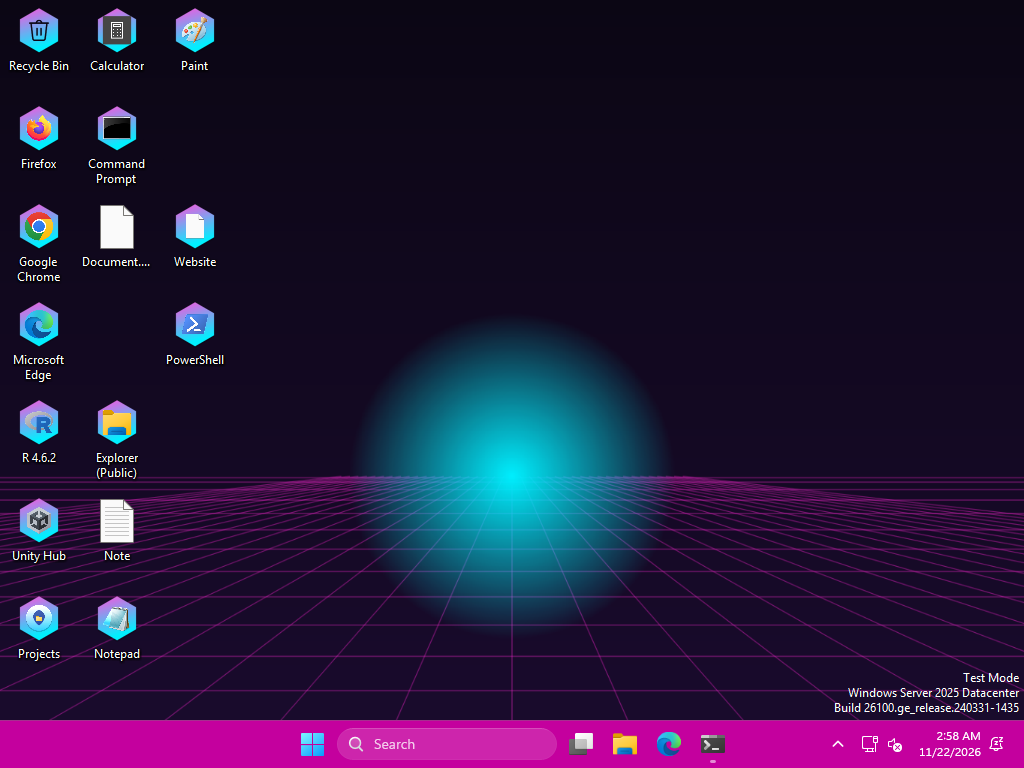 Recycle Bin
Calculator
Paint
Firefox
Command
Prompt
Google
Chrome
Document....
Website
Microsoft
Edge
PowerShell
R 4.6.2
Explorer
(Public)
Unity Hub
Note
Projects
Notepad
Test Mode
Windows Server 2025 Datacenter
Build 26100.ge_release.240331-1435
Search
2:58 AM
11/22/2026